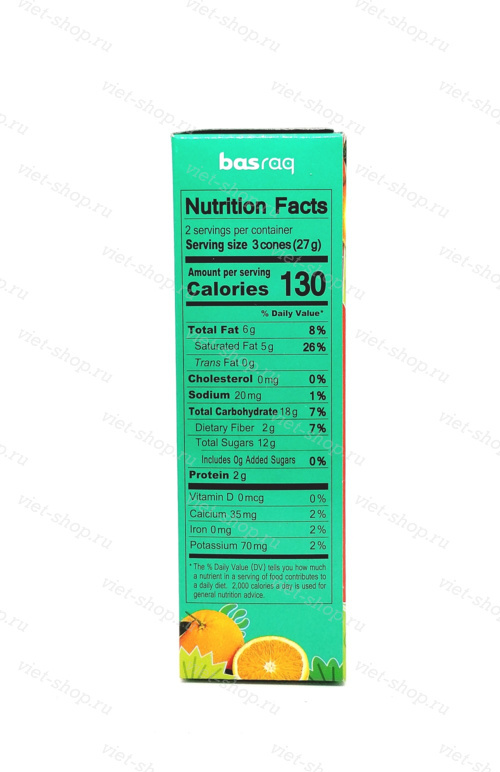 basraq
Nutrition Facts
2 servings per container
Serving size 3 cones (27 g)
Amount per serving
Calories 130
% Daily Value*
Total Fat 6g 8%
Saturated Fat 5g 26%
Trans Fat 0g
Cholesterol 0mg 0%
Sodium 20mg 1%
Total Carbohydrate 18g 7%
Dietary Fiber 2g 7%
Total Sugars 12g
Includes 0g Added Sugars 0%
Protein 2g
Vitamin D 0mcg 0%
Calcium 35mg 2%
Iron 0mg 2%
Potassium 70mg 2%
* The % Daily Value (DV) tells you how much
a nutrient in a serving of food contributes to
a daily diet. 2,000 calories a day is used for
general nutrition advice.
viet-shop.ru